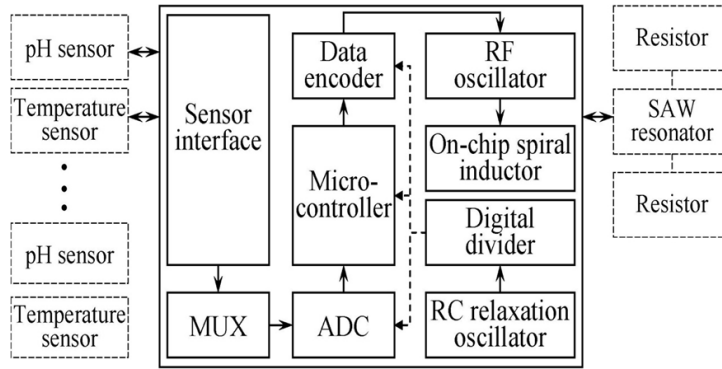 pH sensor
Temperature
sensor
pH sensor
Temperature
sensor
Sensor
interface
MUX
Data
encoder
Micro-
controller
ADC
RF
oscillator
On-chip spiral
inductor
Digital
divider
RC relaxation
oscillator
Resistor
SAW
resonator
Resistor